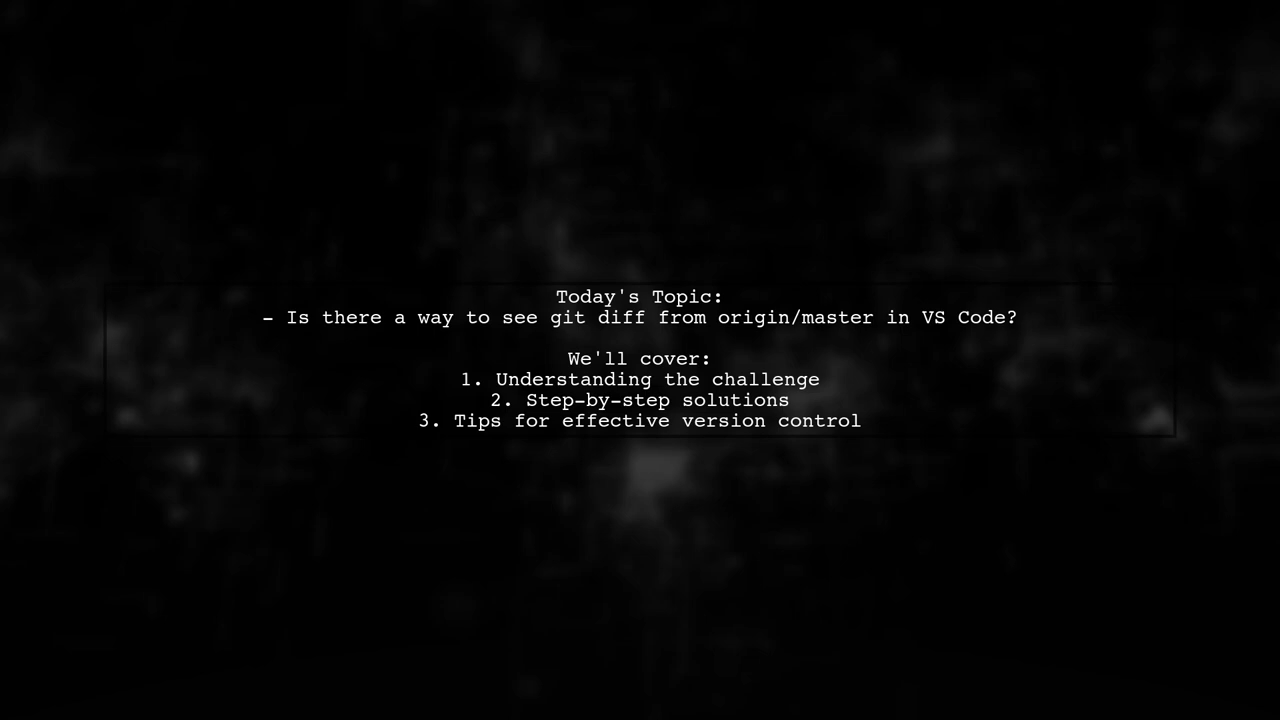 Today's Topic:
- Is there a way to see git diff from origin/master in VS Code?
We'll cover:
1. Understanding the challenge
2. Step-by-step solutions
3. Tips for effective version control